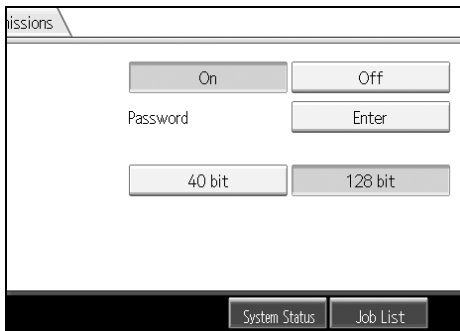 issions
On Off
Password Enter
40 bit 128 bit
System Status Job List